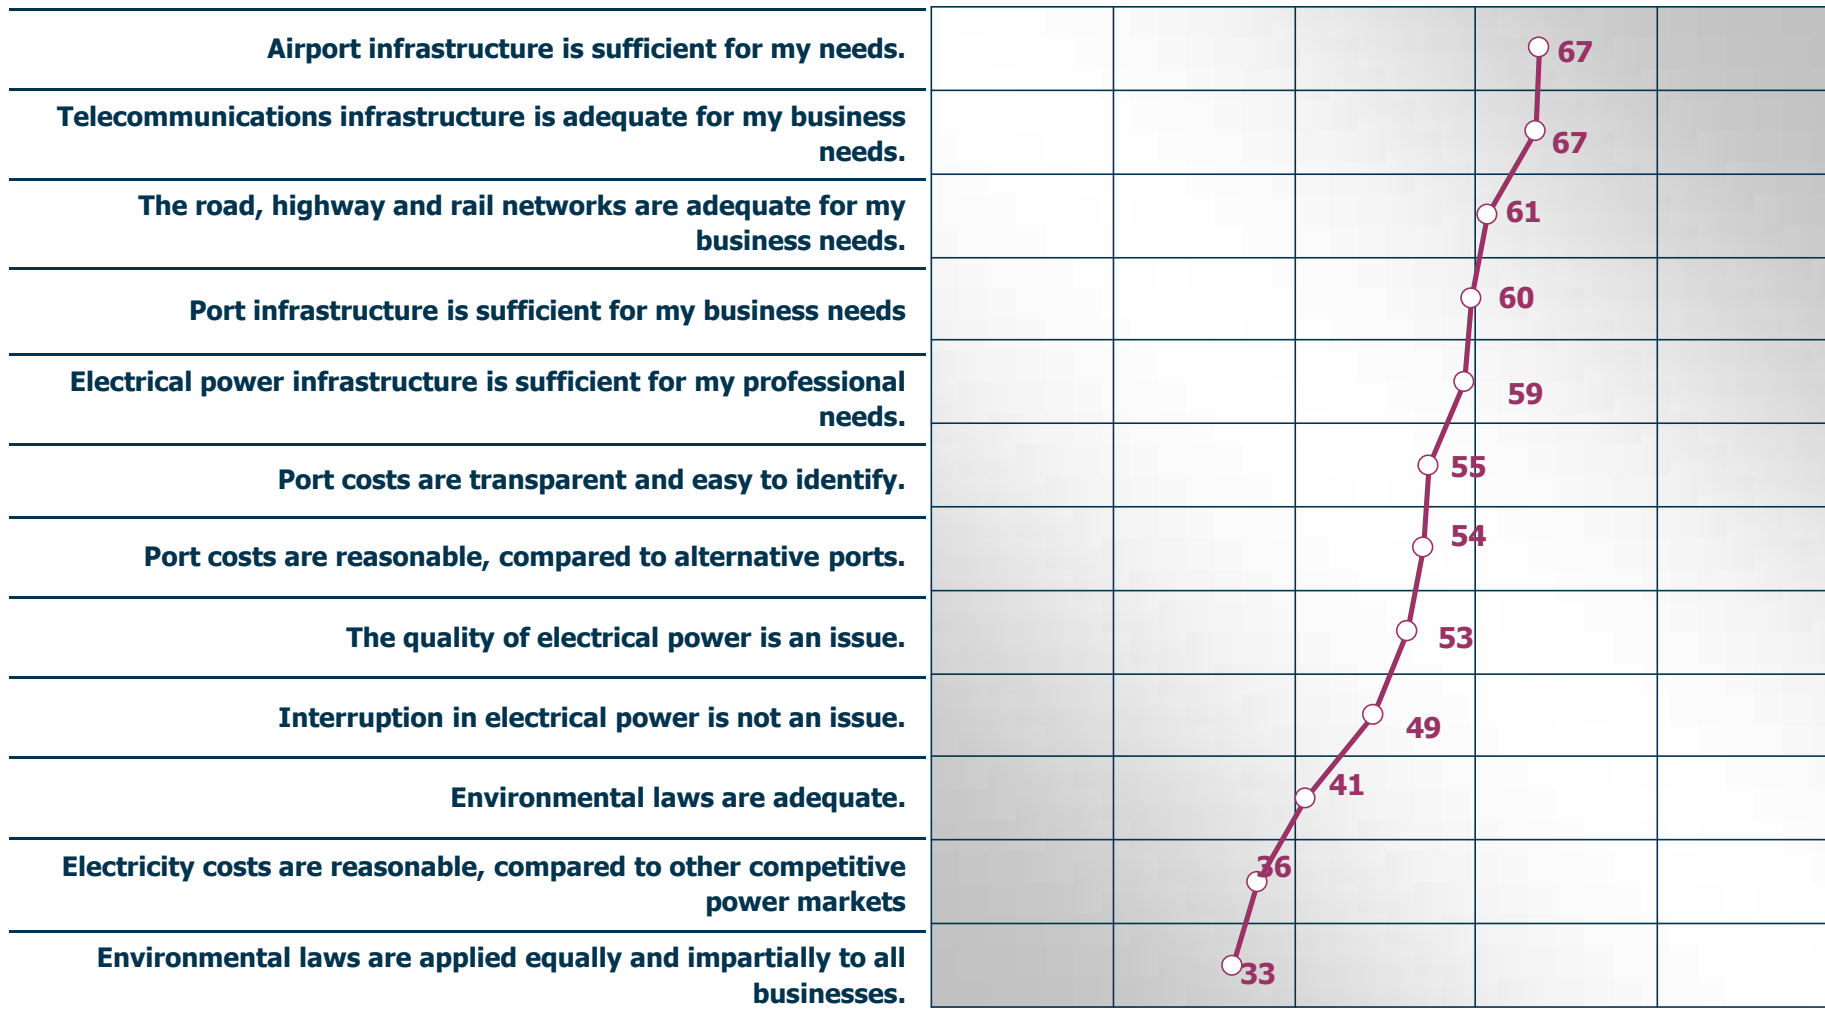 Airport infrastructure is sufficient for my needs.
67
Telecommunications infrastructure is adequate for my business
needs.
67
The road, highway and rail networks are adequate for my
business needs.
61
Port infrastructure is sufficient for my business needs
60
Electrical power infrastructure is sufficient for my professional
needs.
59
Port costs are transparent and easy to identify.
55
Port costs are reasonable, compared to alternative ports.
54
The quality of electrical power is an issue.
53
Interruption in electrical power is not an issue.
49
Environmental laws are adequate.
41
Electricity costs are reasonable, compared to other competitive
power markets
36
Environmental laws are applied equally and impartially to all
businesses.
33